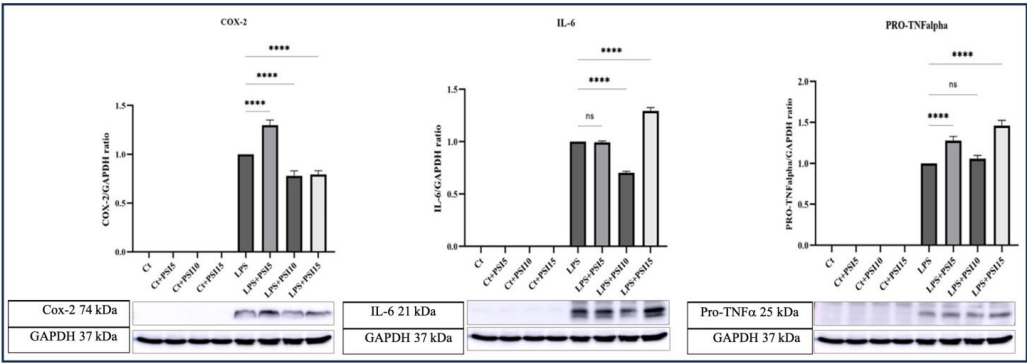 COX-2
****
****
****
COX-2/GAPDH ratio
1.5
1.0
0.5
0.0
Ct
Ct+PSI5
Ct+PSI10
Ct+PSI15
LPS
LPS+PSI5
LPS+PSI10
LPS+PSI15
Cox-2 74 kDa
GAPDH 37 kDa
IL-6
****
****
ns
IL-6/GAPDH ratio
1.5
1.0
0.5
0.0
Ct
Ct+PSI5
Ct+PSI10
Ct+PSI15
LPS
LPS+PSI5
LPS+PSI10
LPS+PSI15
IL-6 21 kDa
GAPDH 37 kDa
PRO-TNFalpha
****
ns
****
PRO-TNFalpha/GAPDH ratio
2.0
1.5
1.0
0.5
0.0
Ct
Ct+PSI5
Ct+PSI10
Ct+PSI15
LPS
LPS+PSI5
LPS+PSI10
LPS+PSI15
Pro-TNFα 25 kDa
GAPDH 37 kDa